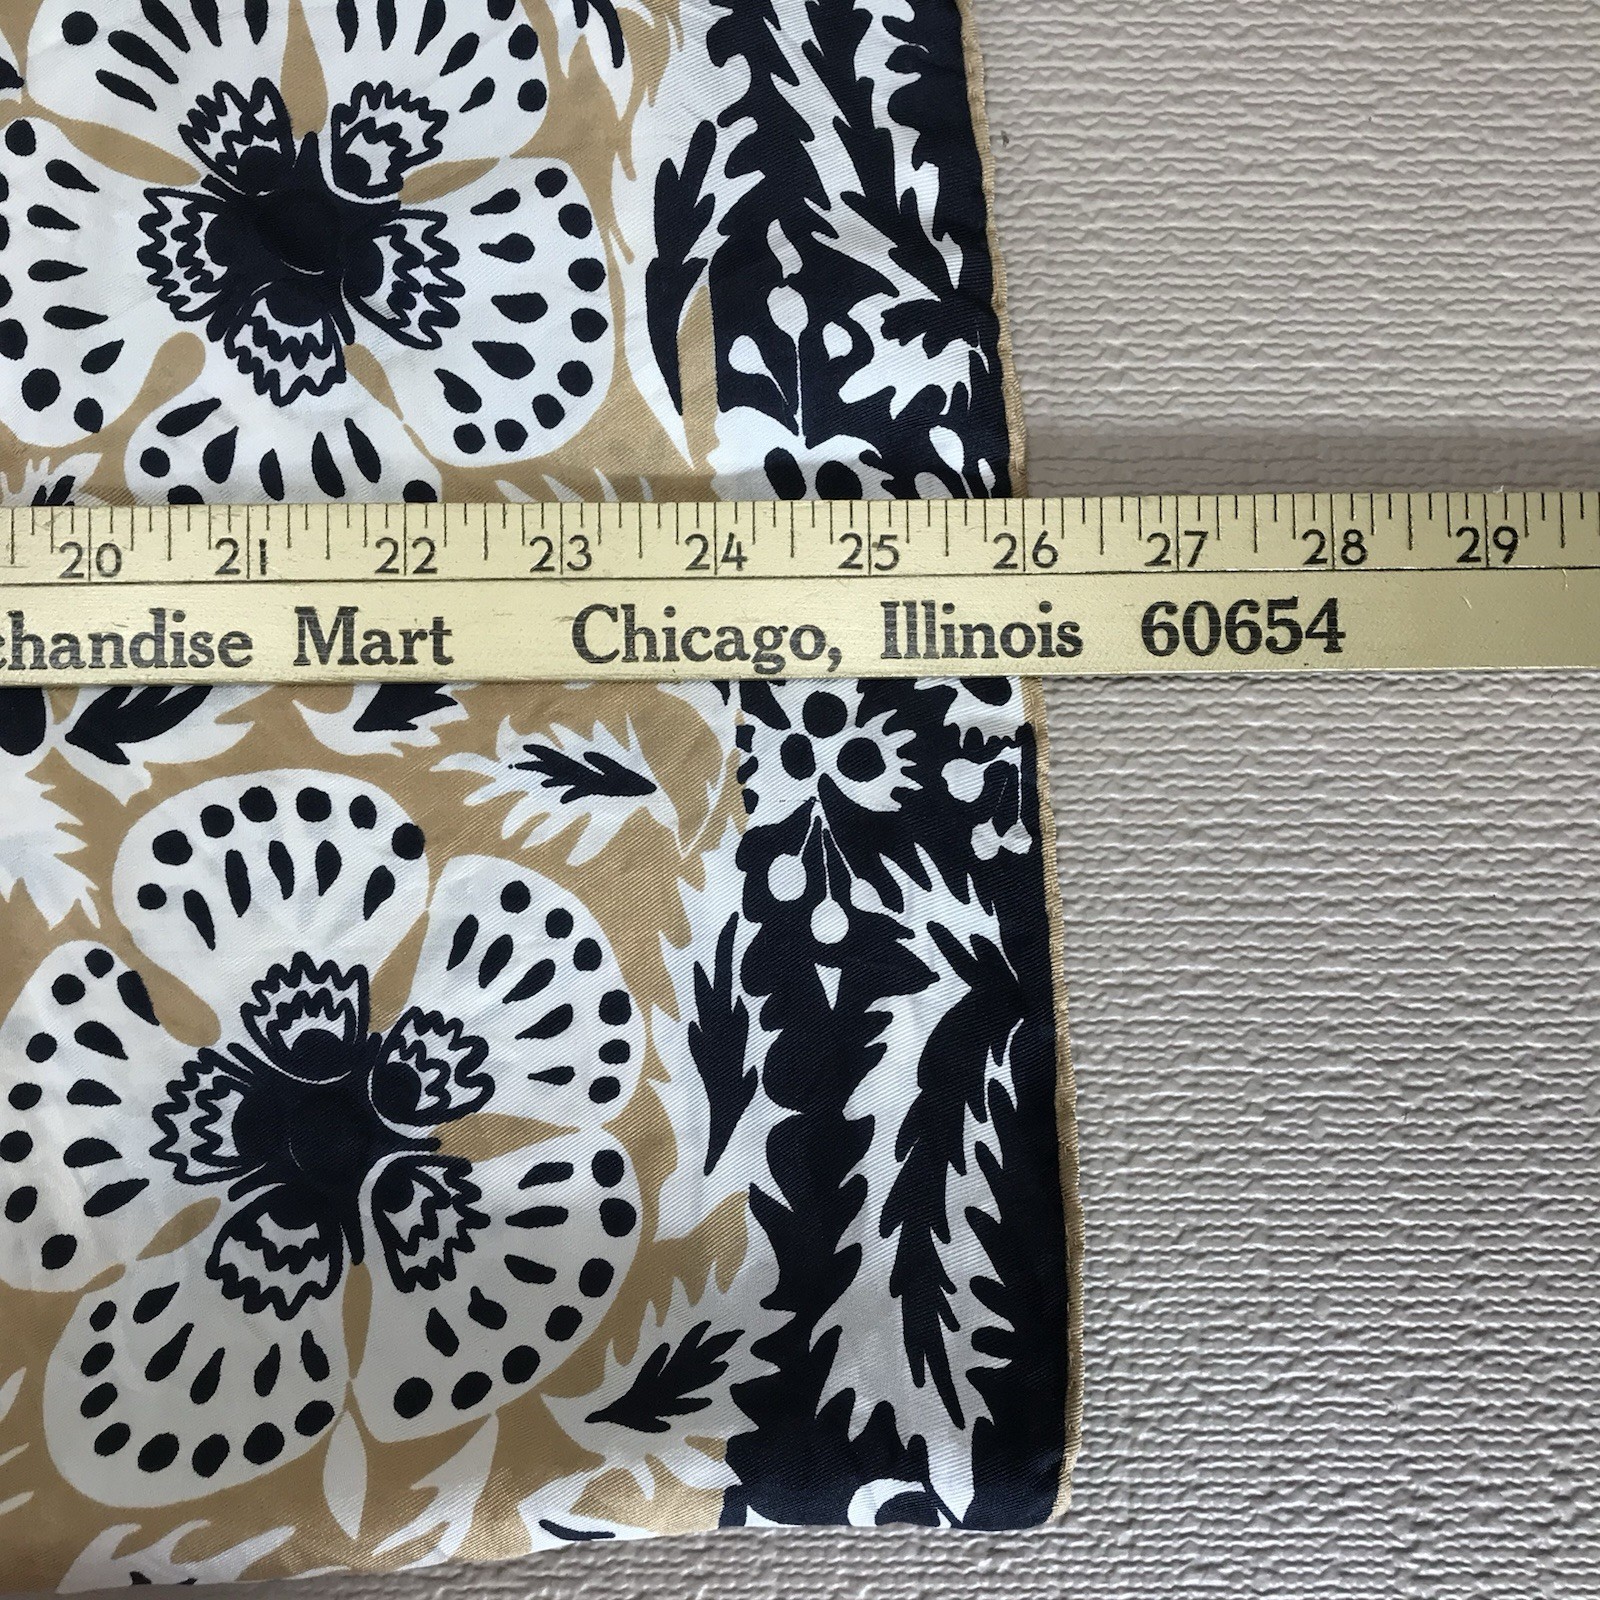 20 21 22 23 24 25 26 27 28 29
chandise Mart Chicago, Illinois 60654